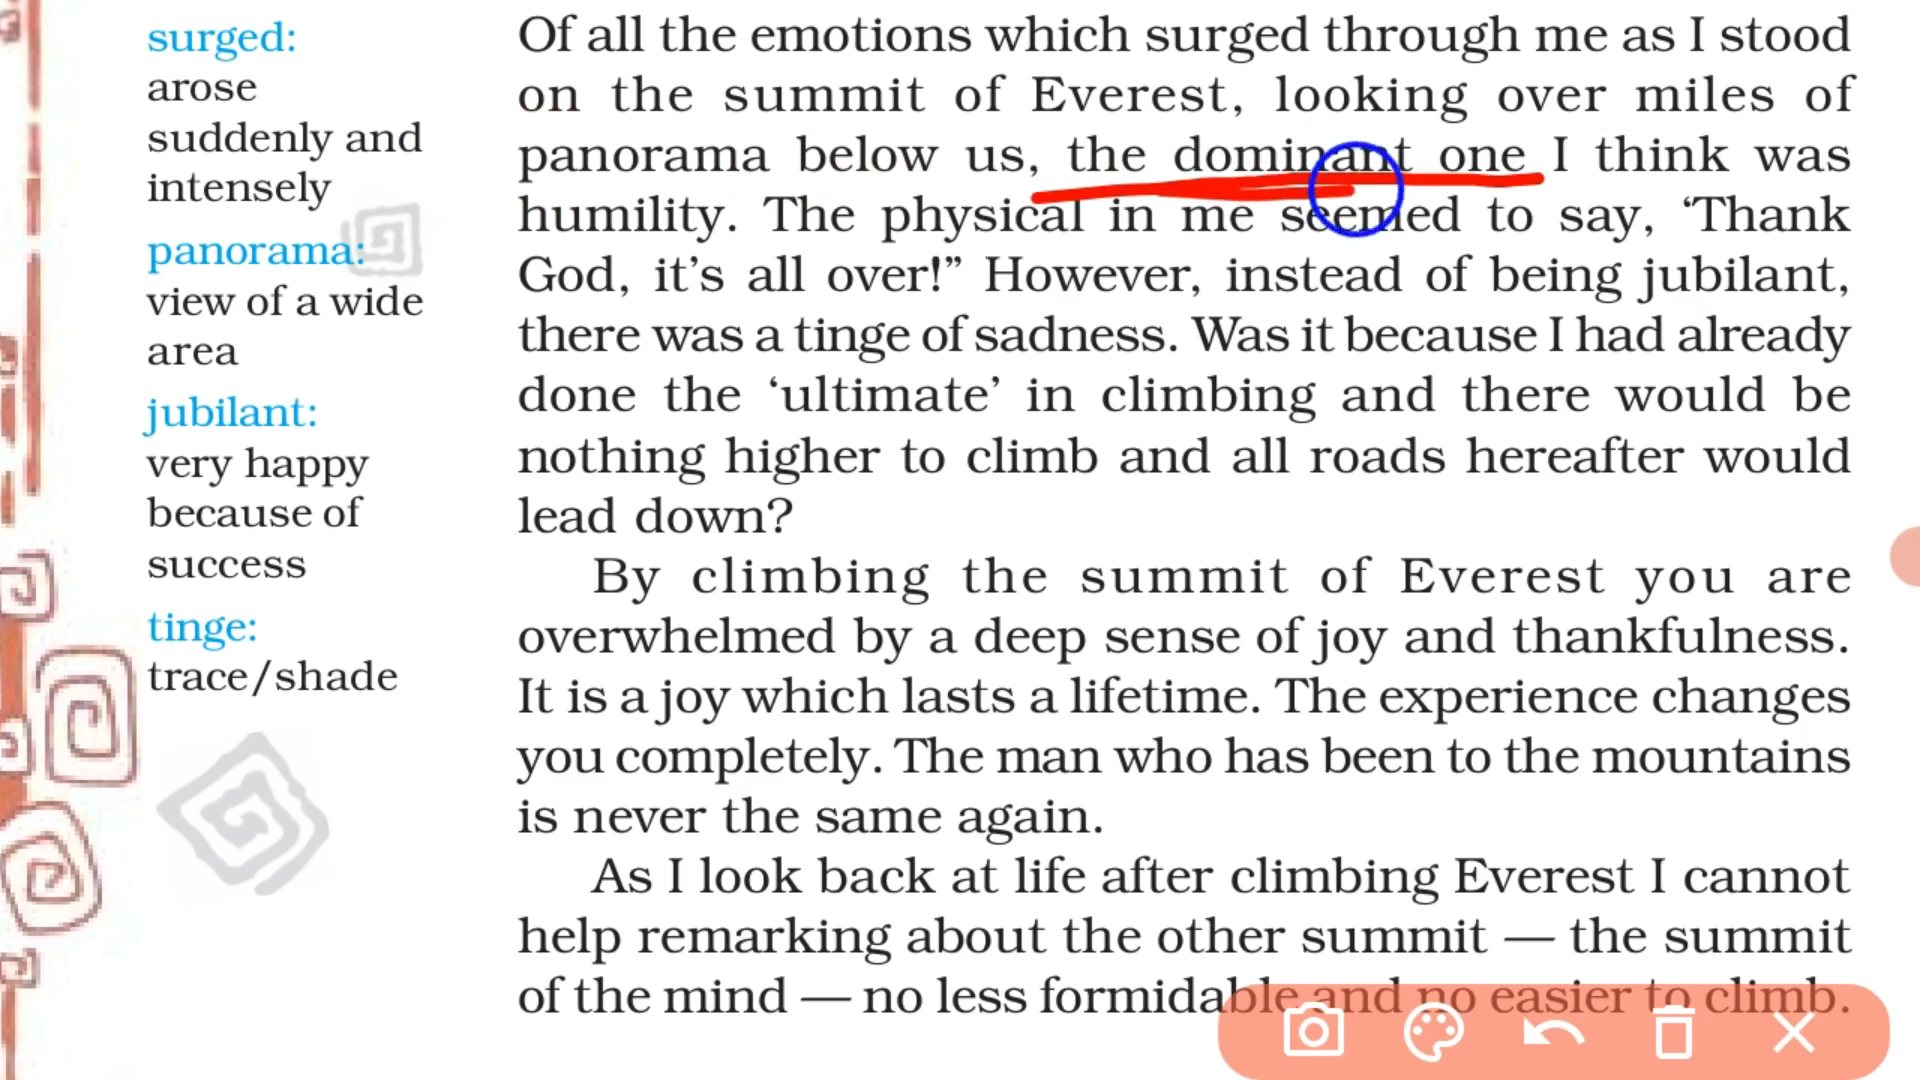 surged:
arose
suddenly and
intensely
panorama:
view of a wide
area
jubilant:
very happy
because of
success
tinge:
trace/shade
Of all the emotions which surged through me as I stood
on the summit of Everest, looking over miles of
panorama below us, the dominant one I think was
humility. The physical in me seemed to say, ‘Thank
God, it’s all over!” However, instead of being jubilant,
there was a tinge of sadness. Was it because I had already
done the ‘ultimate’ in climbing and there would be
nothing higher to climb and all roads hereafter would
lead down?
By climbing the summit of Everest you are
overwhelmed by a deep sense of joy and thankfulness.
It is a joy which lasts a lifetime. The experience changes
you completely. The man who has been to the mountains
is never the same again.
As I look back at life after climbing Everest I cannot
help remarking about the other summit — the summit
of the mind — no less formidable and no easier to climb.